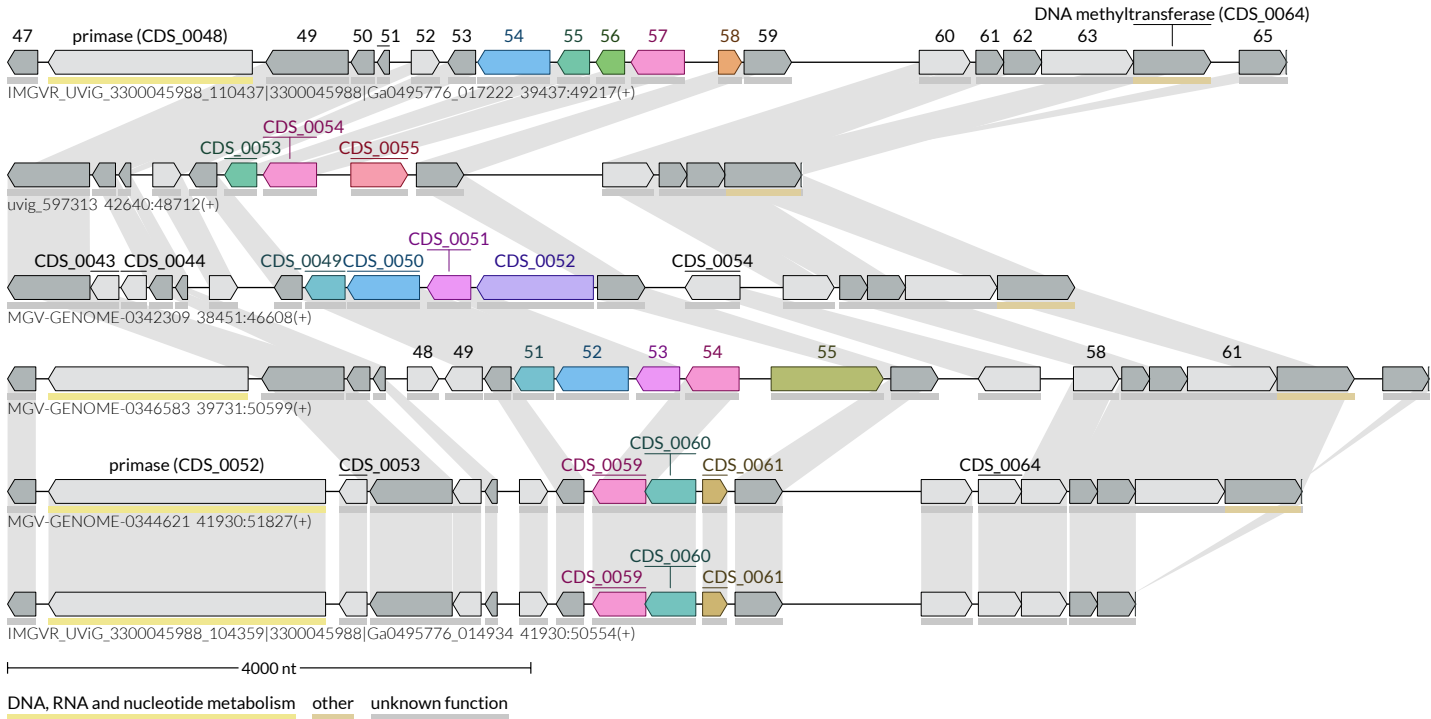 DNA methyltransferase (CDS_0064)
47 primase (CDS_0048) 49 50 51 52 53 54 55 56 57 58 59 60 61 62 63 65
IMGVR_UViG_3300045988_110437|3300045988|Ga0495776_017222 39437:49217(+)
CDS_0054
CDS_0053 CDS_0055
uvig_597313 42640:48712(+)
CDS_0051
CDS_0043 CDS_0044 CDS_0049 CDS_0050 CDS_0052 CDS_0054
MGV-GENOME-0342309 38451:46608(+)
48 49 51 52 53 54 55 58 61
MGV-GENOME-0346583 39731:50599(+)
CDS_0060
primase (CDS_0052) CDS_0053 CDS_0059 CDS_0061 CDS_0064
MGV-GENOME-0344621 41930:51827(+)
CDS_0060
CDS_0059 CDS_0061
IMGVR_UViG_3300045988_104359|3300045988|Ga0495776_014934 41930:50554(+)
4000 nt
DNA, RNA and nucleotide metabolism other unknown function